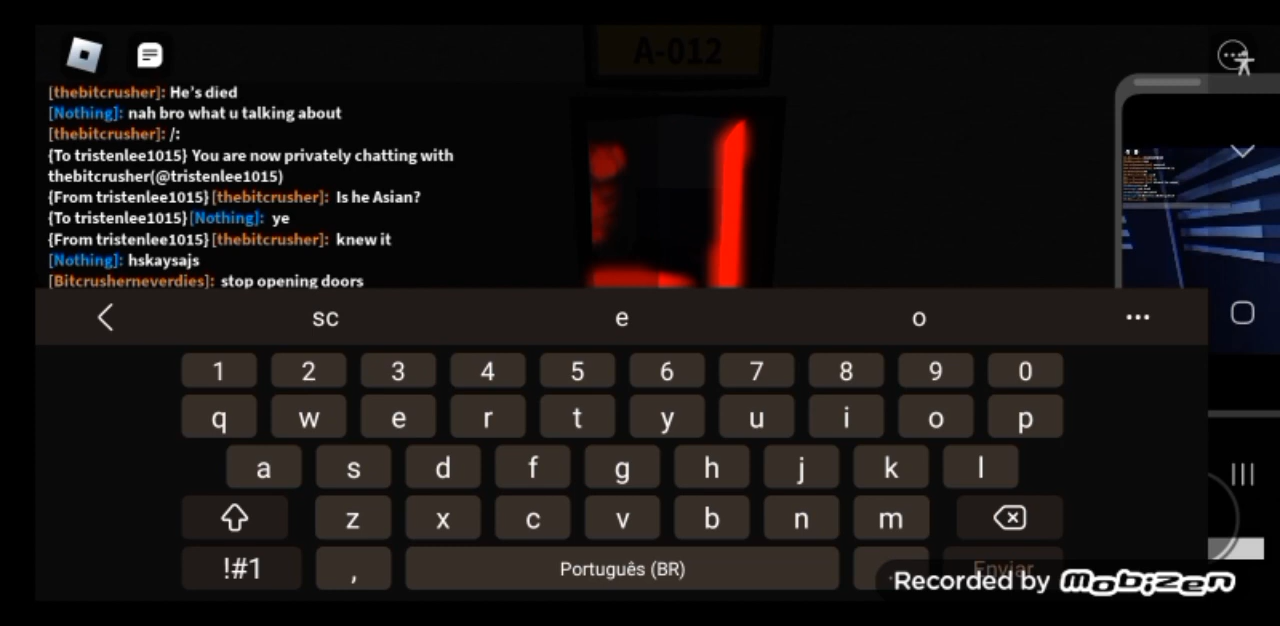 A-012
[thebitcrusher]: He's died
[Nothing]: nah bro what u talking about
[thebitcrusher]: /:
{To tristenlee1015} You are now privately chatting with
thebitcrusher(@tristenlee1015)
{From tristenlee1015}[thebitcrusher]: Is he Asian?
{To tristenlee1015}[Nothing]: ye
{From tristenlee1015}[thebitcrusher]: knew it
[Nothing]: hskaysajs
[Bitcrusherneverdies]: stop opening doors
sc e o ...
1 2 3 4 5 6 7 8 9 0
q w e r t y u i o p
a s d f g h j k l
z x c v b n m
!#1 , Português (BR) . Enviar
Recorded by mobizen